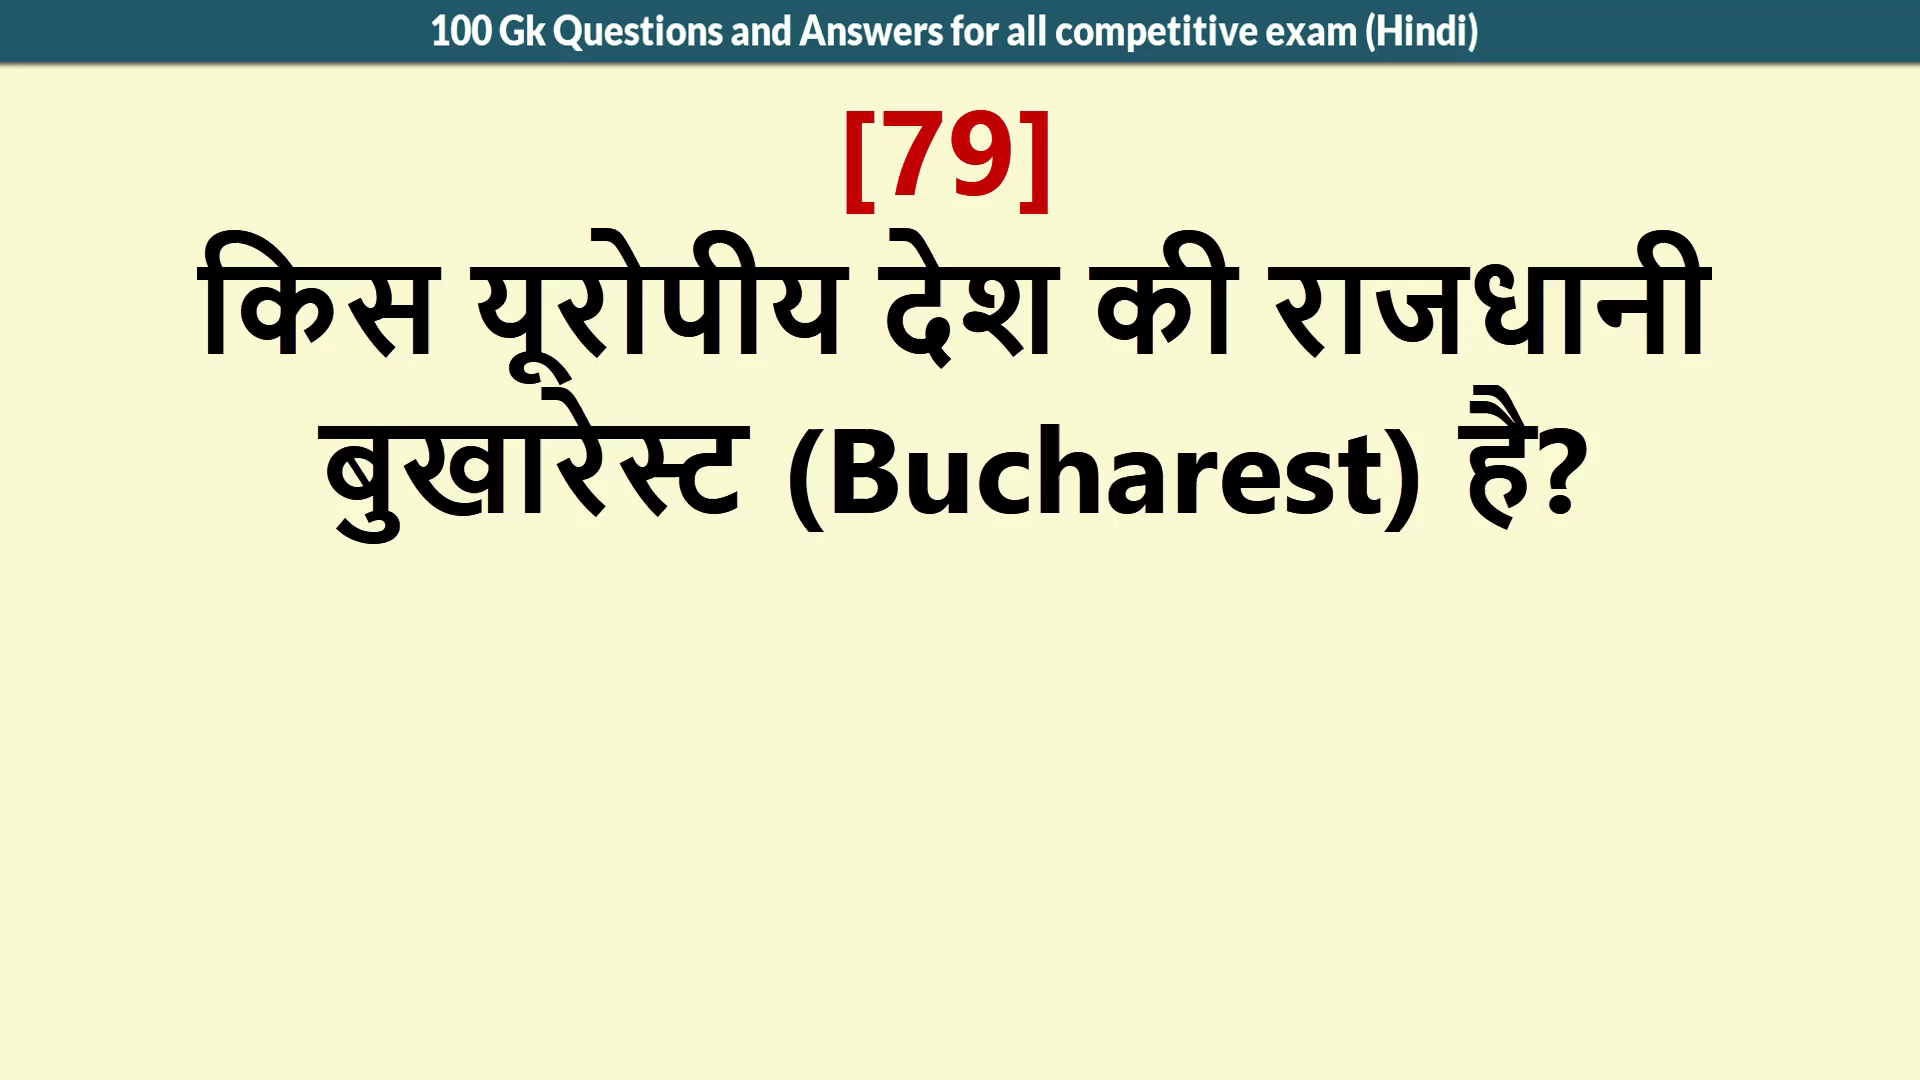 100 Gk Questions and Answers for all competitive exam (Hindi)
[79]
किस यूरोपीय देश की राजधानी
बुखारेस्ट (Bucharest) है?